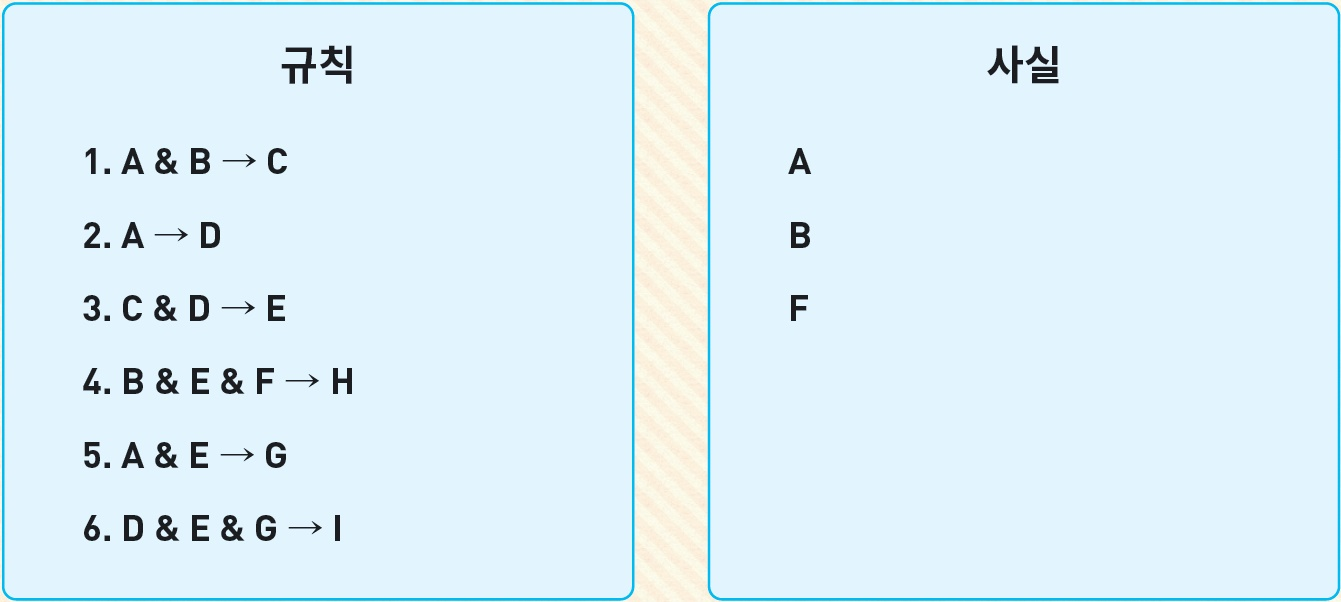 규칙
1. A & B → C
2. A → D
3. C & D → E
4. B & E & F → H
5. A & E → G
6. D & E & G → I
사실
A
B
F